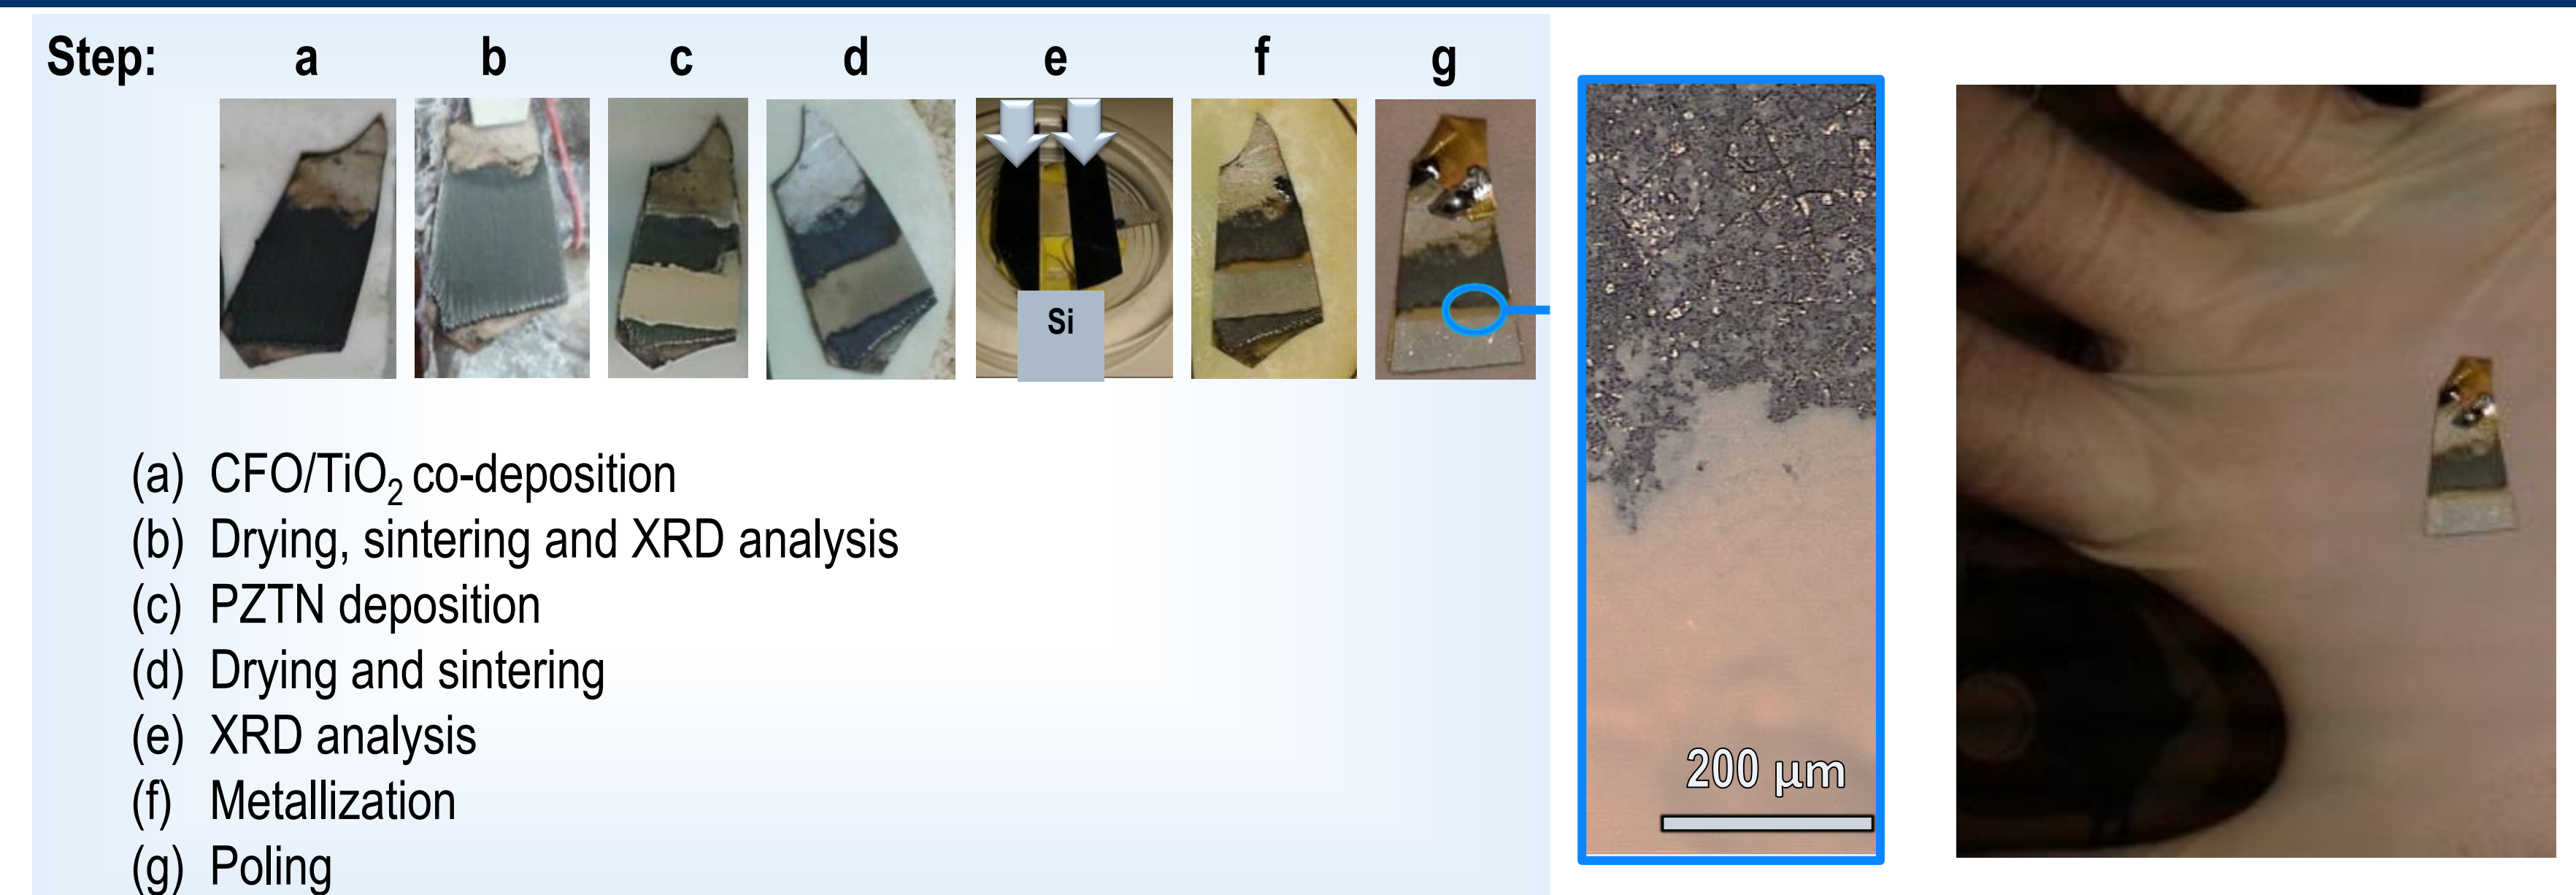 Step: a b c d e f g
Si
(a) CFO/TiO₂ co-deposition
(b) Drying, sintering and XRD analysis
(c) PZTN deposition
(d) Drying and sintering
(e) XRD analysis
(f) Metallization
(g) Poling
200 µm